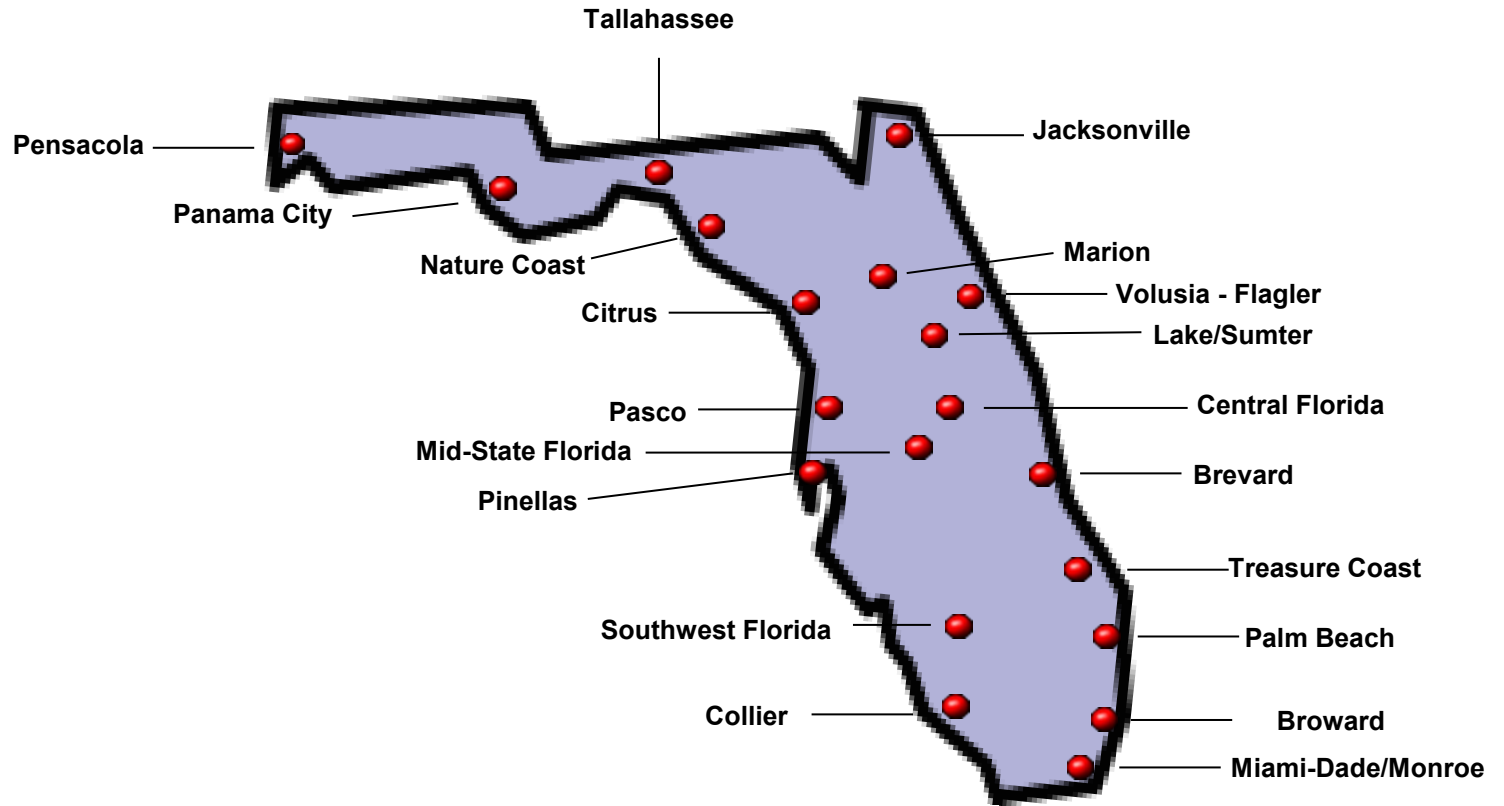 Tallahassee
Jacksonville
Pensacola
Panama City
Marion
Nature Coast
Volusia - Flagler
Citrus
Lake/Sumter
Central Florida
Pasco
Mid-State Florida
Brevard
Pinellas
Treasure Coast
Southwest Florida
Palm Beach
Collier
Broward
Miami-Dade/Monroe